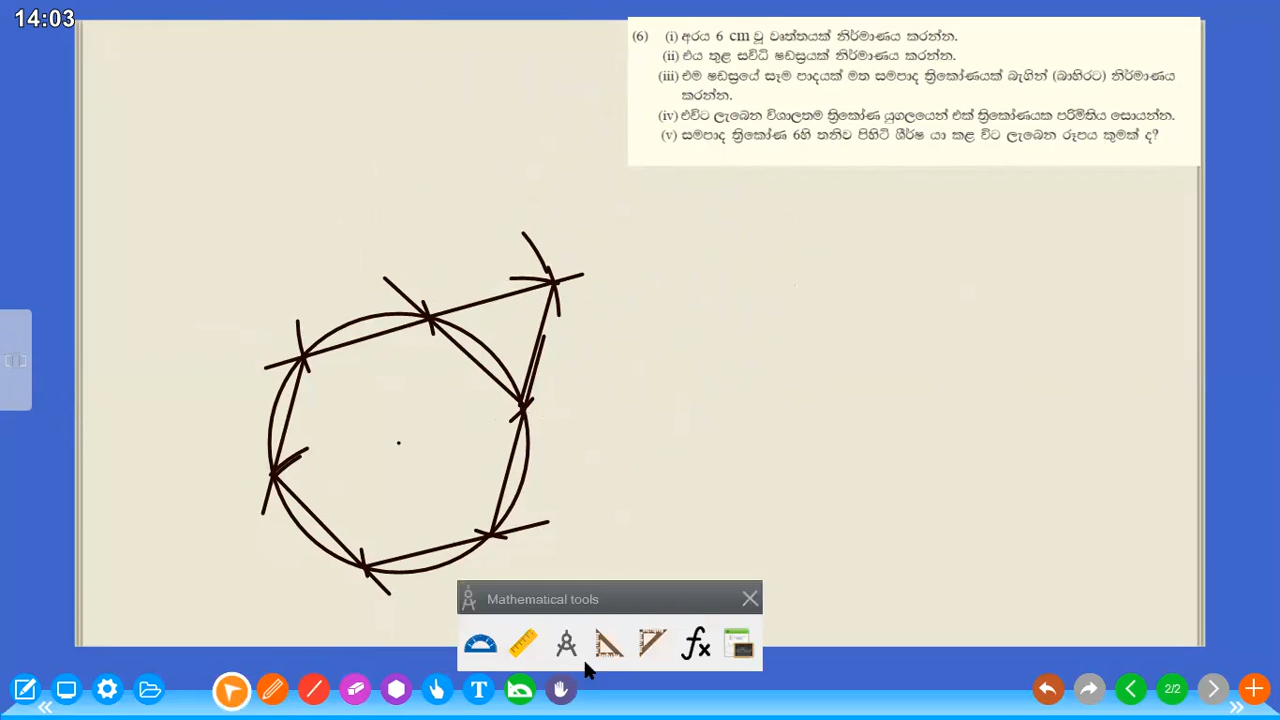 14:03
(6) (i) අරය 6 cm වූ වෘත්තයක් නිර්මාණය කරන්න.
(ii) එය තුළ සවිධි ෂඩස්‍රයක් නිර්මාණය කරන්න.
(iii) එම ෂඩස්‍රයේ සෑම පාදයක් මත සමපාද ත්‍රිකෝණයක් බැගින් (බාහිරට) නිර්මාණය
කරන්න.
(iv) එවිට ලැබෙන විශාලතම ත්‍රිකෝණ යුගලයෙන් එක් ත්‍රිකෝණයක පරිමිතිය සොයන්න.
(v) සමපාද ත්‍රිකෝණ 6හි තනිව පිහිටි ශීර්ෂ යා කළ විට ලැබෙන රූපය කුමක් ද?
Mathematical tools
fx
T
2/2